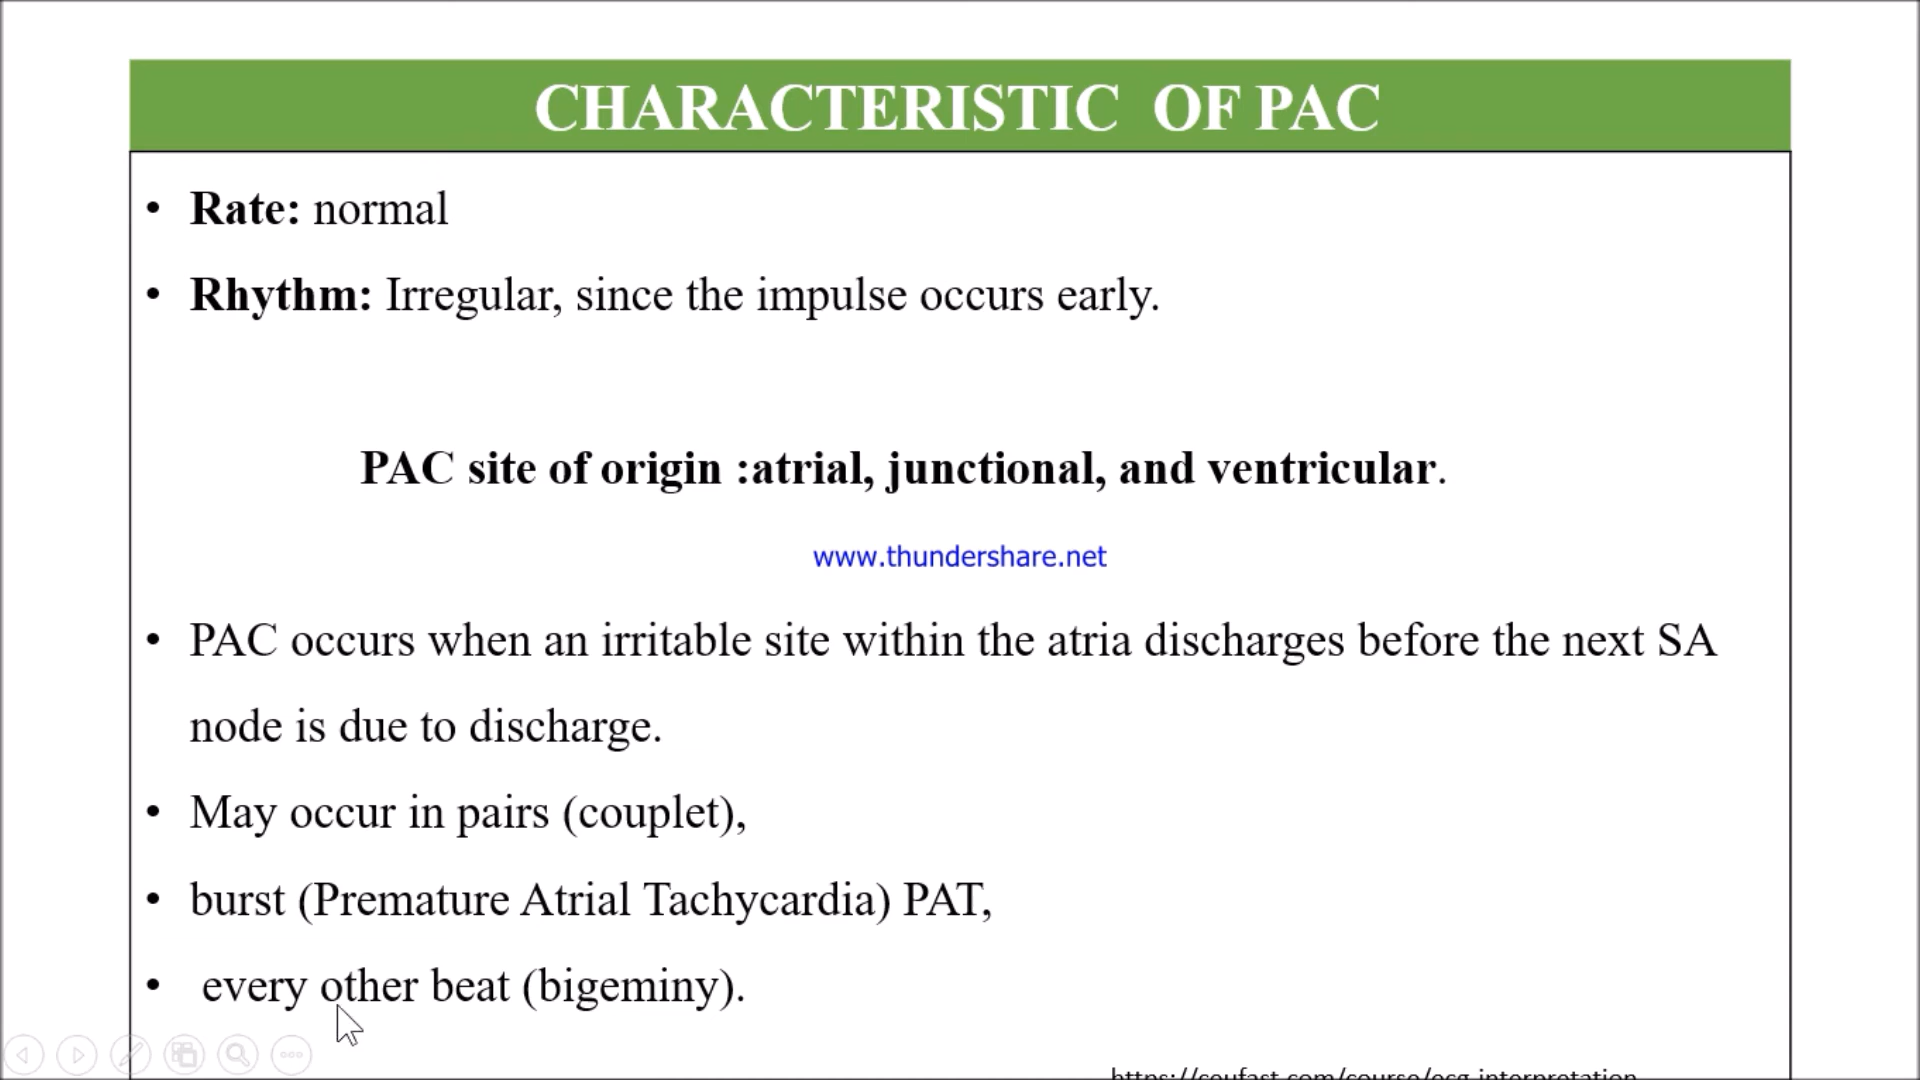 CHARACTERISTIC OF PAC
• Rate: normal
• Rhythm: Irregular, since the impulse occurs early.
PAC site of origin :atrial, junctional, and ventricular.
www.thundershare.net
• PAC occurs when an irritable site within the atria discharges before the next SA
node is due to discharge.
• May occur in pairs (couplet),
• burst (Premature Atrial Tachycardia) PAT,
• every other beat (bigeminy).
https://ceufast.com/course/ecg-interpretation